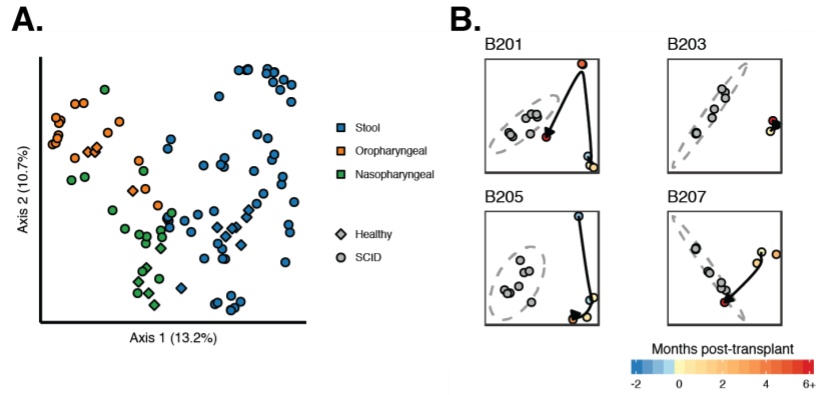 A.
B.
Axis 2 (10.7%)
Axis 1 (13.2%)
Stool
Oropharyngeal
Nasopharyngeal
Healthy
SCID
B201
B203
B205
B207
Months post-transplant
-2 0 2 4 6+